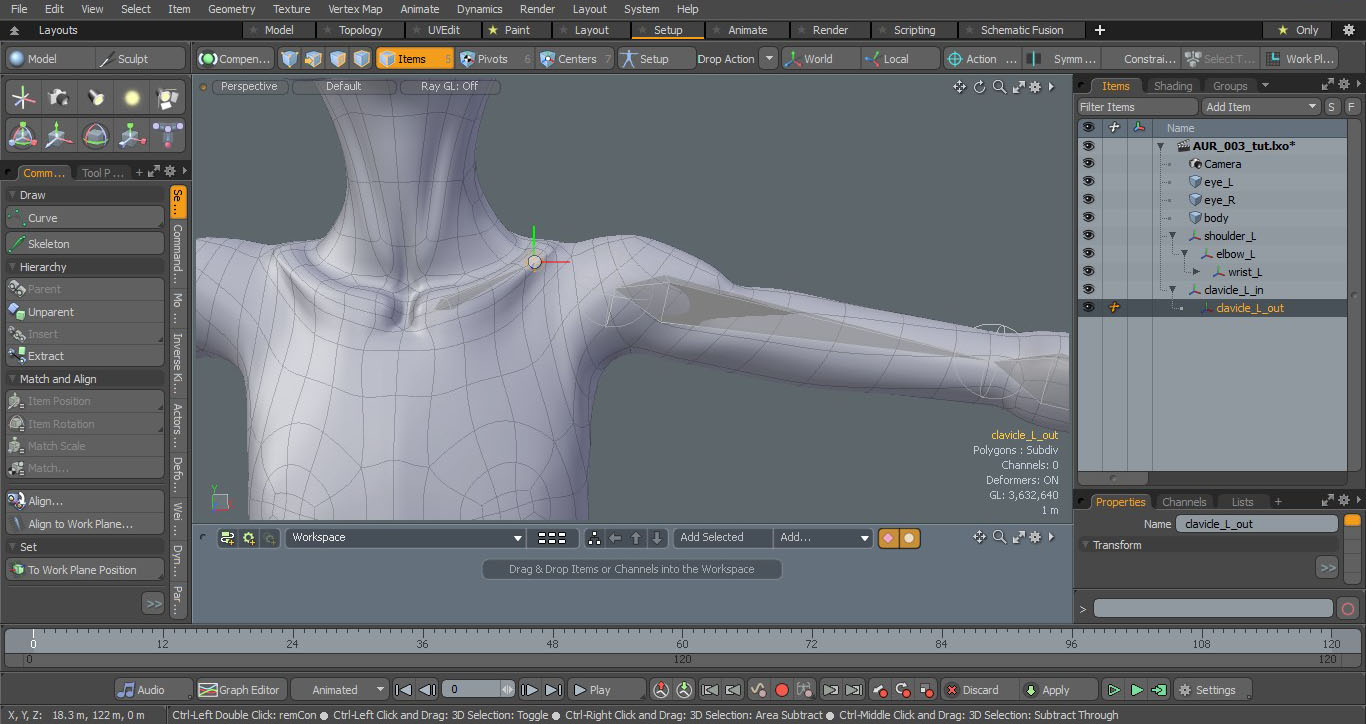 File Edit View Select Item Geometry Texture Vertex Map Animate Dynamics Render Layout System Help
Layouts Model Topology UVEdit Paint Layout Setup Animate Render Scripting Schematic Fusion Only
Model Sculpt Compen... Items 5 Pivots 6 Centers 7 Setup Drop Action World Local Action ... Symm ... Constrai... Select T... Work Pl...
Perspective Default Ray GL: Off
Items Shading Groups
Filter Items Add Item S F
Name
AUR_003_tut.lxo*
Camera
eye_L
eye_R
body
shoulder_L
elbow_L
wrist_L
clavicle_L_in
clavicle_L_out
Comm... Tool P ...
Draw
Curve
Skeleton
Hierarchy
Parent
Unparent
Insert
Extract
Match and Align
Item Position
Item Rotation
Match Scale
Match...
Align...
Align to Work Plane...
Set
To Work Plane Position
>>
Se...
Command...
Mo ...
Inverse Ki...
Actors...
Defo...
Wei ...
Dyn...
Par...
Y
clavicle_L_out
Polygons : Subdiv
Channels: 0
Deformers: ON
GL: 3,632,640
1 m
Workspace Add Selected Add...
Drag & Drop Items or Channels into the Workspace
Properties Channels Lists +
Name clavicle_L_out
Transform
>>
>
0 12 24 36 48 60 72 84 96 108 120
0 120 120
Audio Graph Editor Animated 0 Play Discard Apply Settings
X, Y, Z: 18.3 m, 122 m, 0 m Ctrl-Left Double Click: remCon ● Ctrl-Left Click and Drag: 3D Selection: Toggle ● Ctrl-Right Click and Drag: 3D Selection: Area Subtract ● Ctrl-Middle Click and Drag: 3D Selection: Subtract Through